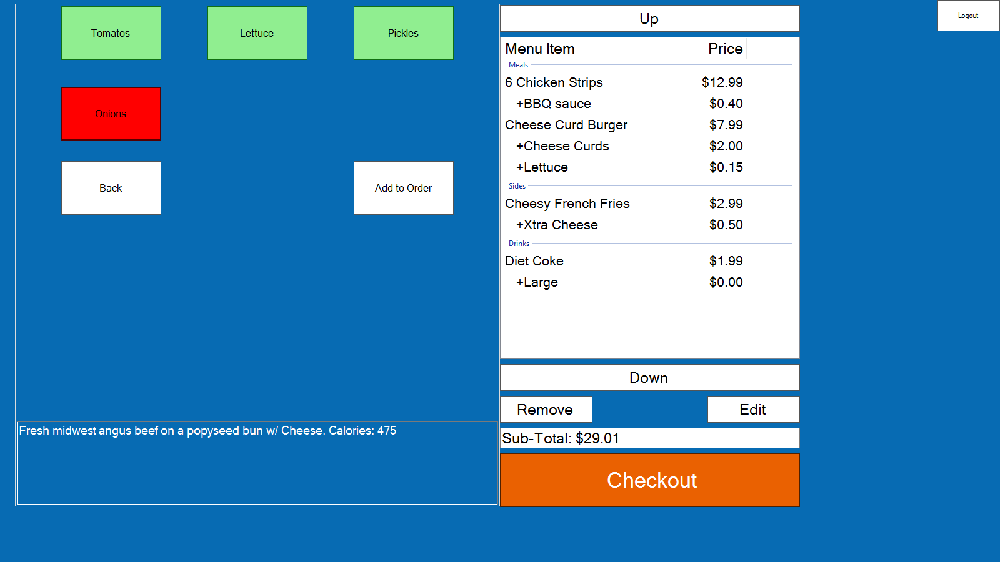 Tomatos Lettuce Pickles
Onions
Back Add to Order
Fresh midwest angus beef on a popyseed bun w/ Cheese. Calories: 475
Up
Menu Item Price
Meals
6 Chicken Strips $12.99
+BBQ sauce $0.40
Cheese Curd Burger $7.99
+Cheese Curds $2.00
+Lettuce $0.15
Sides
Cheesy French Fries $2.99
+Xtra Cheese $0.50
Drinks
Diet Coke $1.99
+Large $0.00
Down
Remove Edit
Sub-Total: $29.01
Checkout
Logout